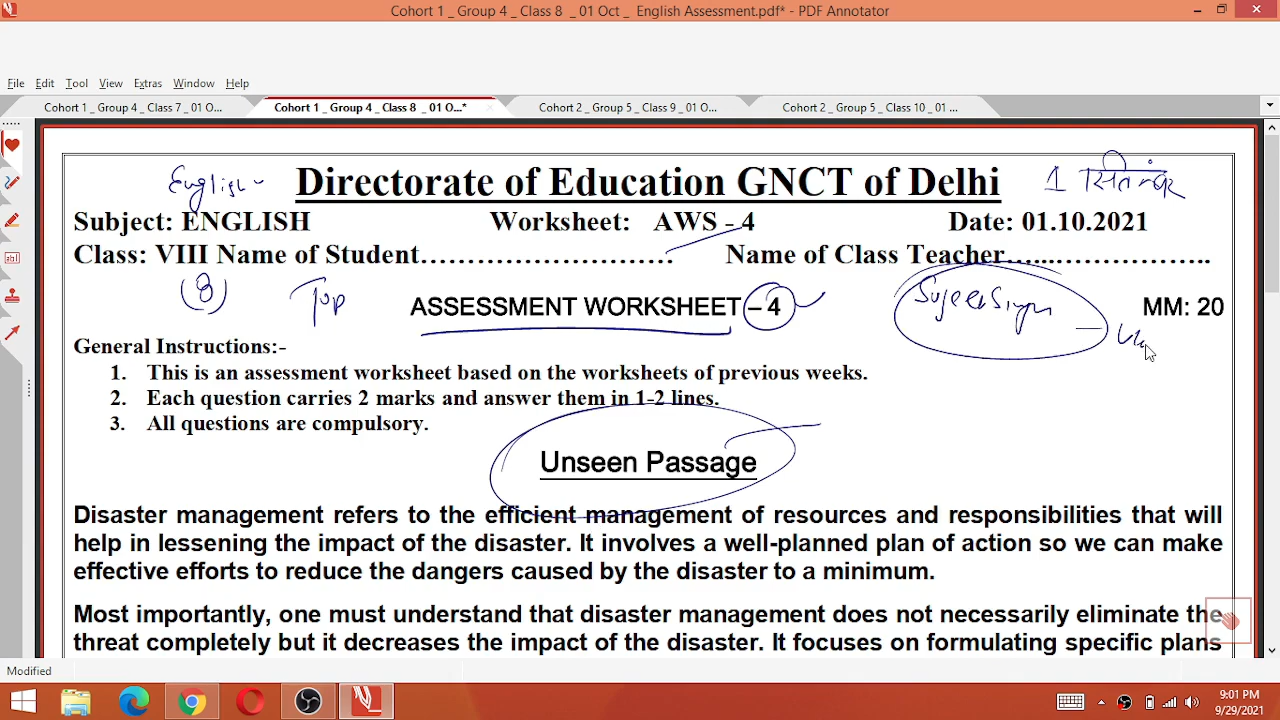 Cohort 1 _ Group 4 _ Class 8 _ 01 Oct _ English Assessment.pdf* - PDF Annotator
File Edit Tool View Extras Window Help
Cohort 1 _ Group 4 _ Class 7 _ 01 O... Cohort 1 _ Group 4 _ Class 8 _ 01 O...* Cohort 2 _ Group 5 _ Class 9 _ 01 O... Cohort 2 _ Group 5 _ Class 10 _ 01 ...
English - Directorate of Education GNCT of Delhi 1 सितम्बर
Subject: ENGLISH Worksheet: AWS - 4 Date: 01.10.2021
Class: VIII Name of Student.......................... Name of Class Teacher....................
(8) Top ASSESSMENT WORKSHEET – 4 MM: 20
General Instructions:-
1. This is an assessment worksheet based on the worksheets of previous weeks.
2. Each question carries 2 marks and answer them in 1-2 lines.
3. All questions are compulsory.
Unseen Passage
Disaster management refers to the efficient management of resources and responsibilities that will
help in lessening the impact of the disaster. It involves a well-planned plan of action so we can make
effective efforts to reduce the dangers caused by the disaster to a minimum.
Most importantly, one must understand that disaster management does not necessarily eliminate the
threat completely but it decreases the impact of the disaster. It focuses on formulating specific plans
Modified
9:01 PM
9/29/2021